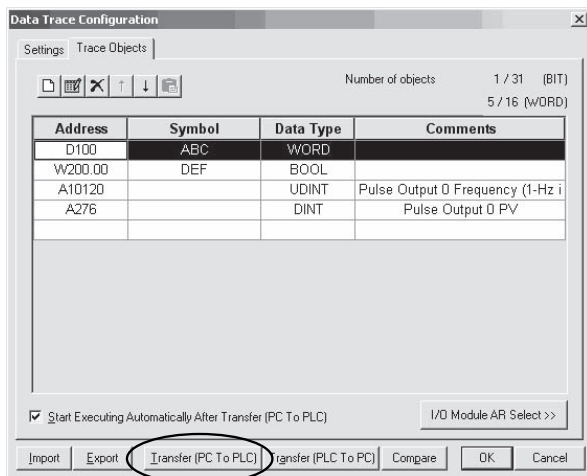 Data Trace Configuration
Settings Trace Objects
Number of objects 1 / 31 (BIT)
5 / 16 (WORD)
Address Symbol Data Type Comments
D100 ABC WORD
W200.00 DEF BOOL
A10120 UDINT Pulse Output 0 Frequency (1-Hz i
A276 DINT Pulse Output 0 PV
Start Executing Automatically After Transfer (PC To PLC)
I/O Module AR Select >>
Import Export Transfer (PC To PLC) Transfer (PLC To PC) Compare OK Cancel